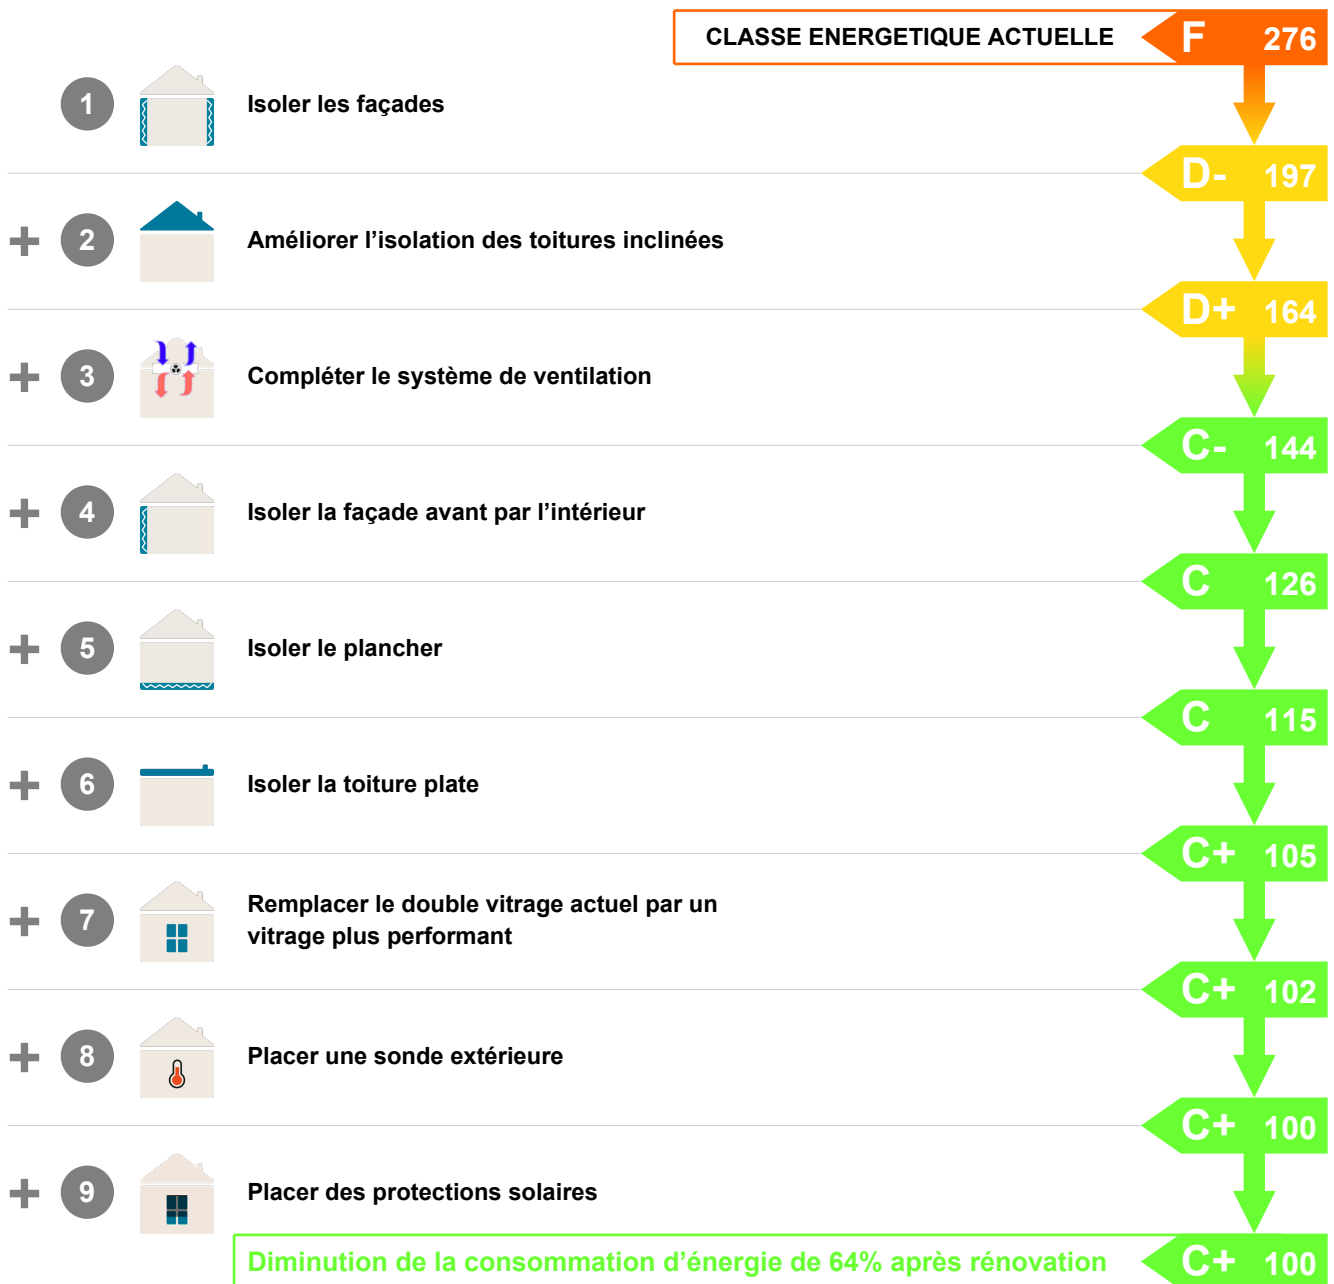 CLASSE ENERGETIQUE ACTUELLE F 276
1 Isoler les façades
D- 197
+ 2 Améliorer l’isolation des toitures inclinées
D+ 164
+ 3 Compléter le système de ventilation
C- 144
+ 4 Isoler la façade avant par l’intérieur
C 126
+ 5 Isoler le plancher
C 115
+ 6 Isoler la toiture plate
C+ 105
+ 7 Remplacer le double vitrage actuel par un
vitrage plus performant
C+ 102
+ 8 Placer une sonde extérieure
C+ 100
+ 9 Placer des protections solaires
Diminution de la consommation d’énergie de 64% après rénovation C+ 100